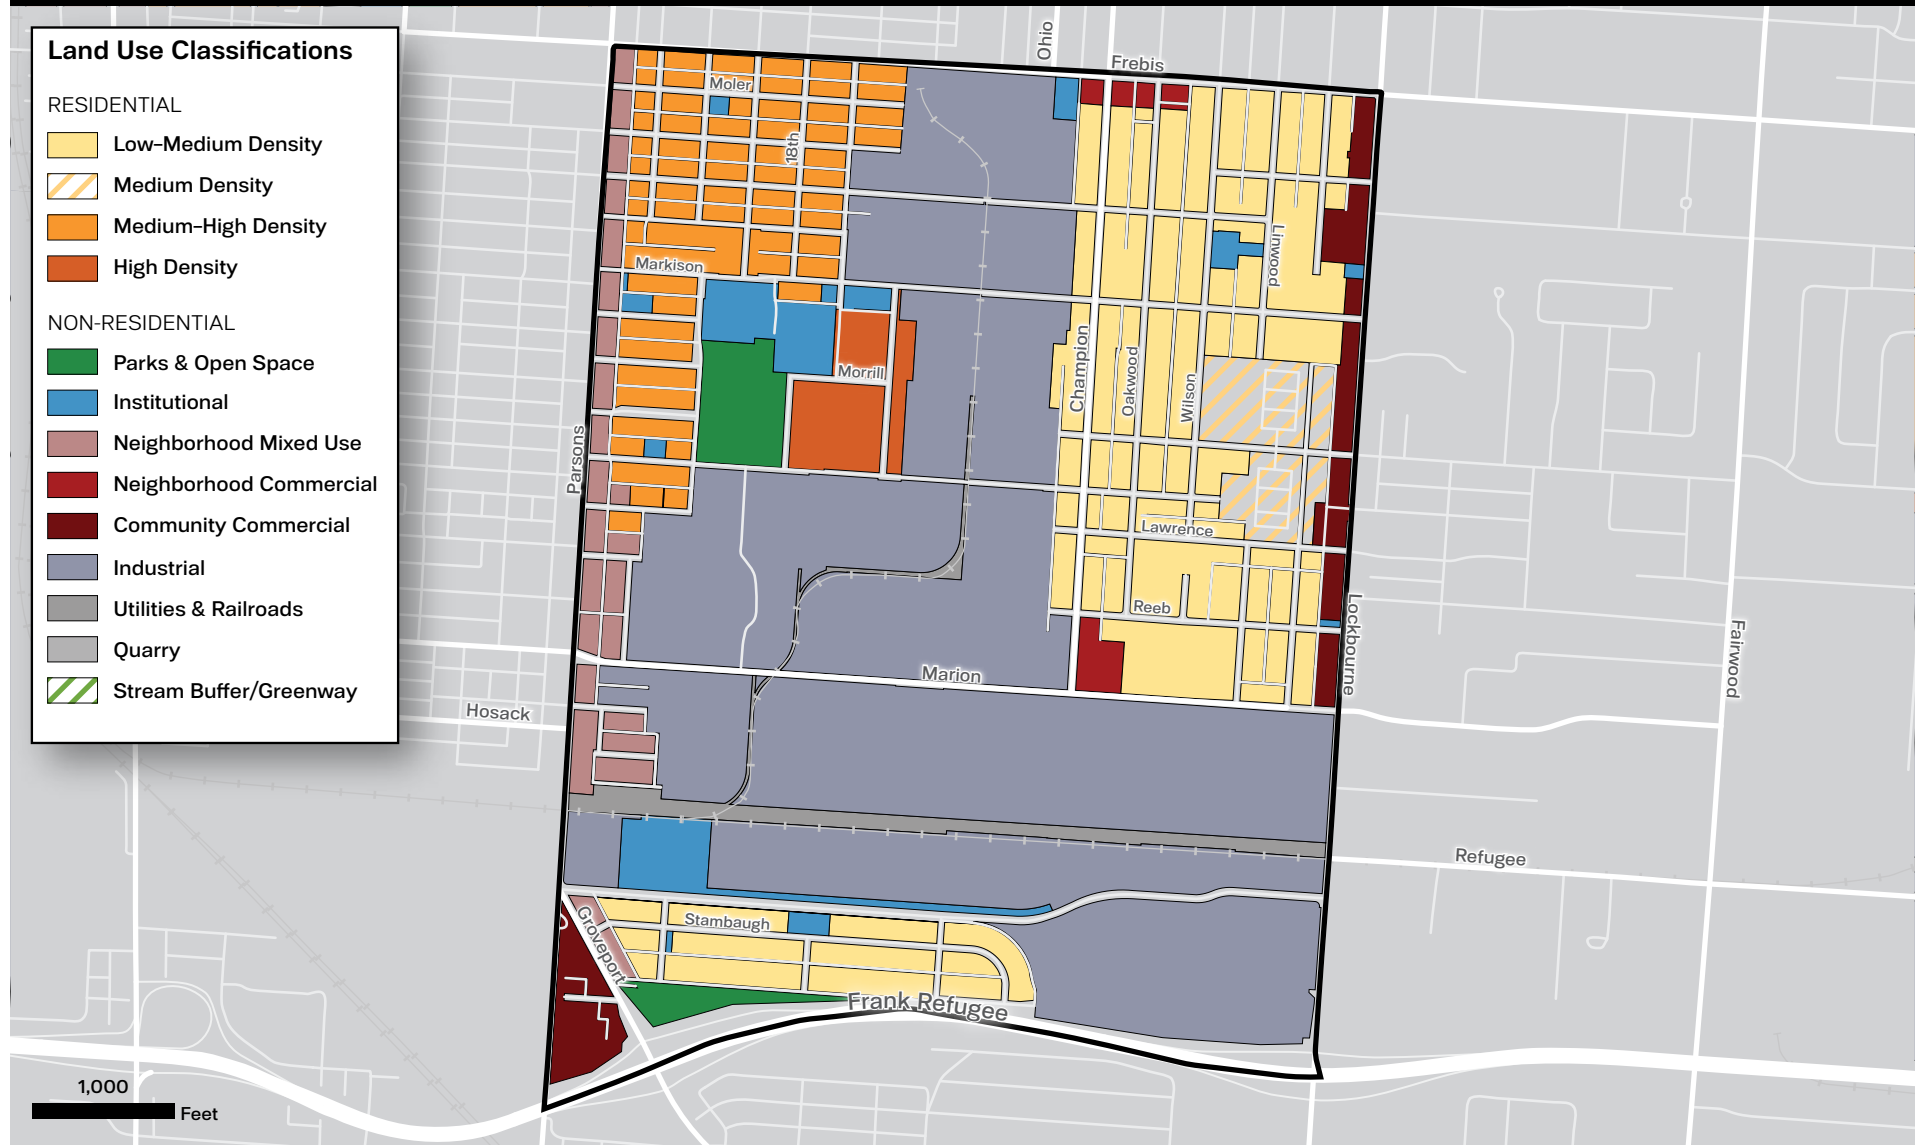 Land Use Classifications
RESIDENTIAL
Low-Medium Density
Medium Density
Medium-High Density
High Density
NON-RESIDENTIAL
Parks & Open Space
Institutional
Neighborhood Mixed Use
Neighborhood Commercial
Community Commercial
Industrial
Utilities & Railroads
Quarry
Stream Buffer/Greenway
Ohio
Frebis
Moler
18th
Linwood
Markison
Champion
Oakwood
Wilson
Morrill
Parsons
Lawrence
Reeb
Lockbourne
Fairwood
Marion
Hosack
Refugee
Stambaugh
Groveport
Frank Refugee
1,000
Feet